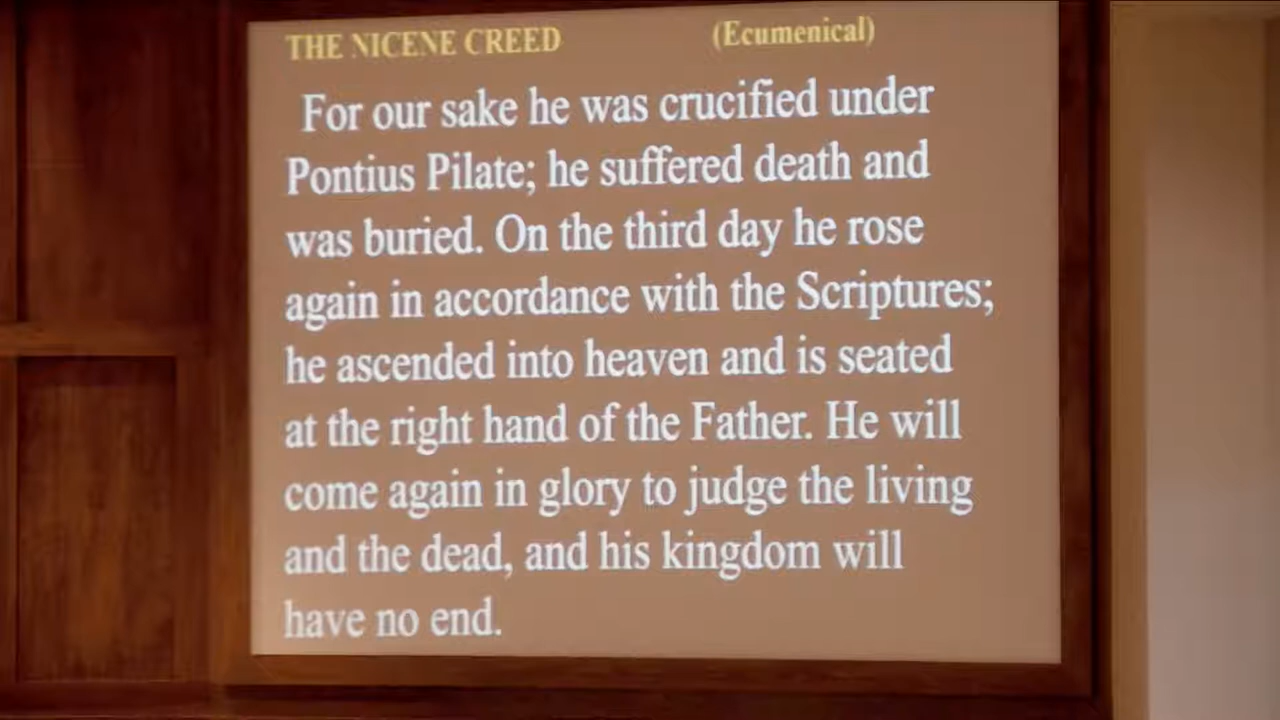 THE NICENE CREED (Ecumenical)
For our sake he was crucified under
Pontius Pilate; he suffered death and
was buried. On the third day he rose
again in accordance with the Scriptures;
he ascended into heaven and is seated
at the right hand of the Father. He will
come again in glory to judge the living
and the dead, and his kingdom will
have no end.